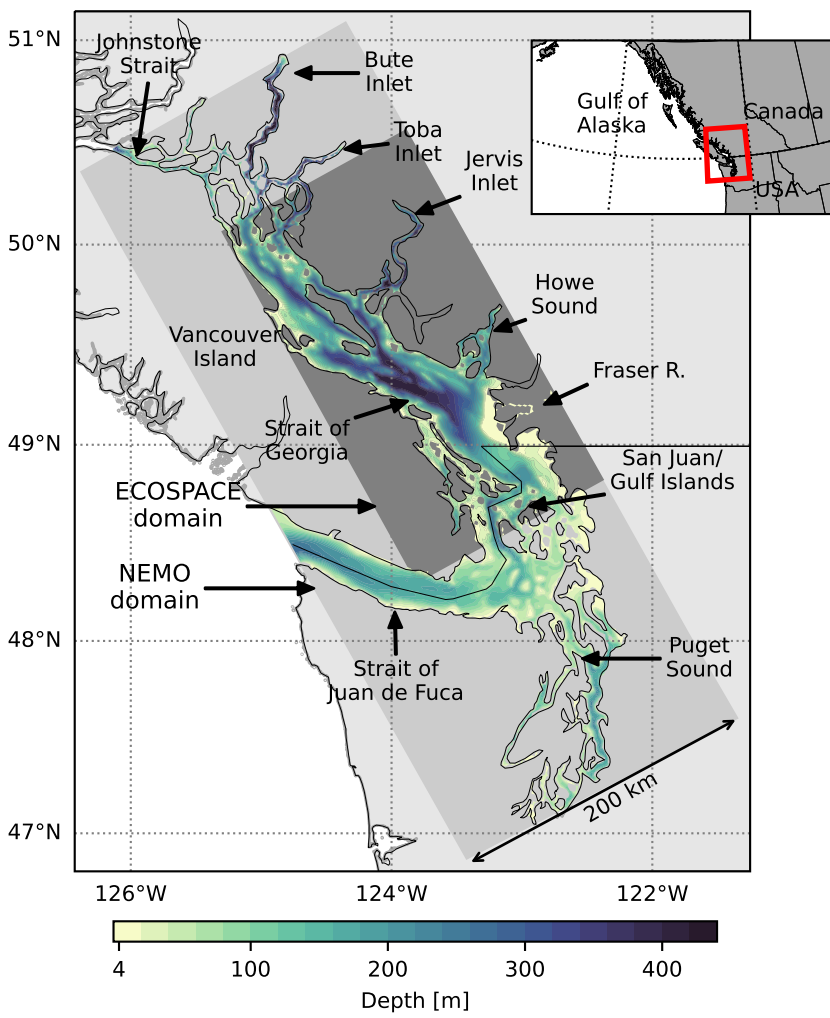 51°N
50°N
49°N
48°N
47°N
Johnstone
Strait
Bute
Inlet
Toba
Inlet
Jervis
Inlet
Howe
Sound
Fraser R.
Vancouver
Island
Strait of
Georgia
San Juan/
Gulf Islands
ECOSPACE
domain
NEMO
domain
Strait of
Juan de Fuca
Puget
Sound
200 km
Gulf of
Alaska
Canada
USA
126°W
124°W
122°W
4
100
200
300
400
Depth [m]